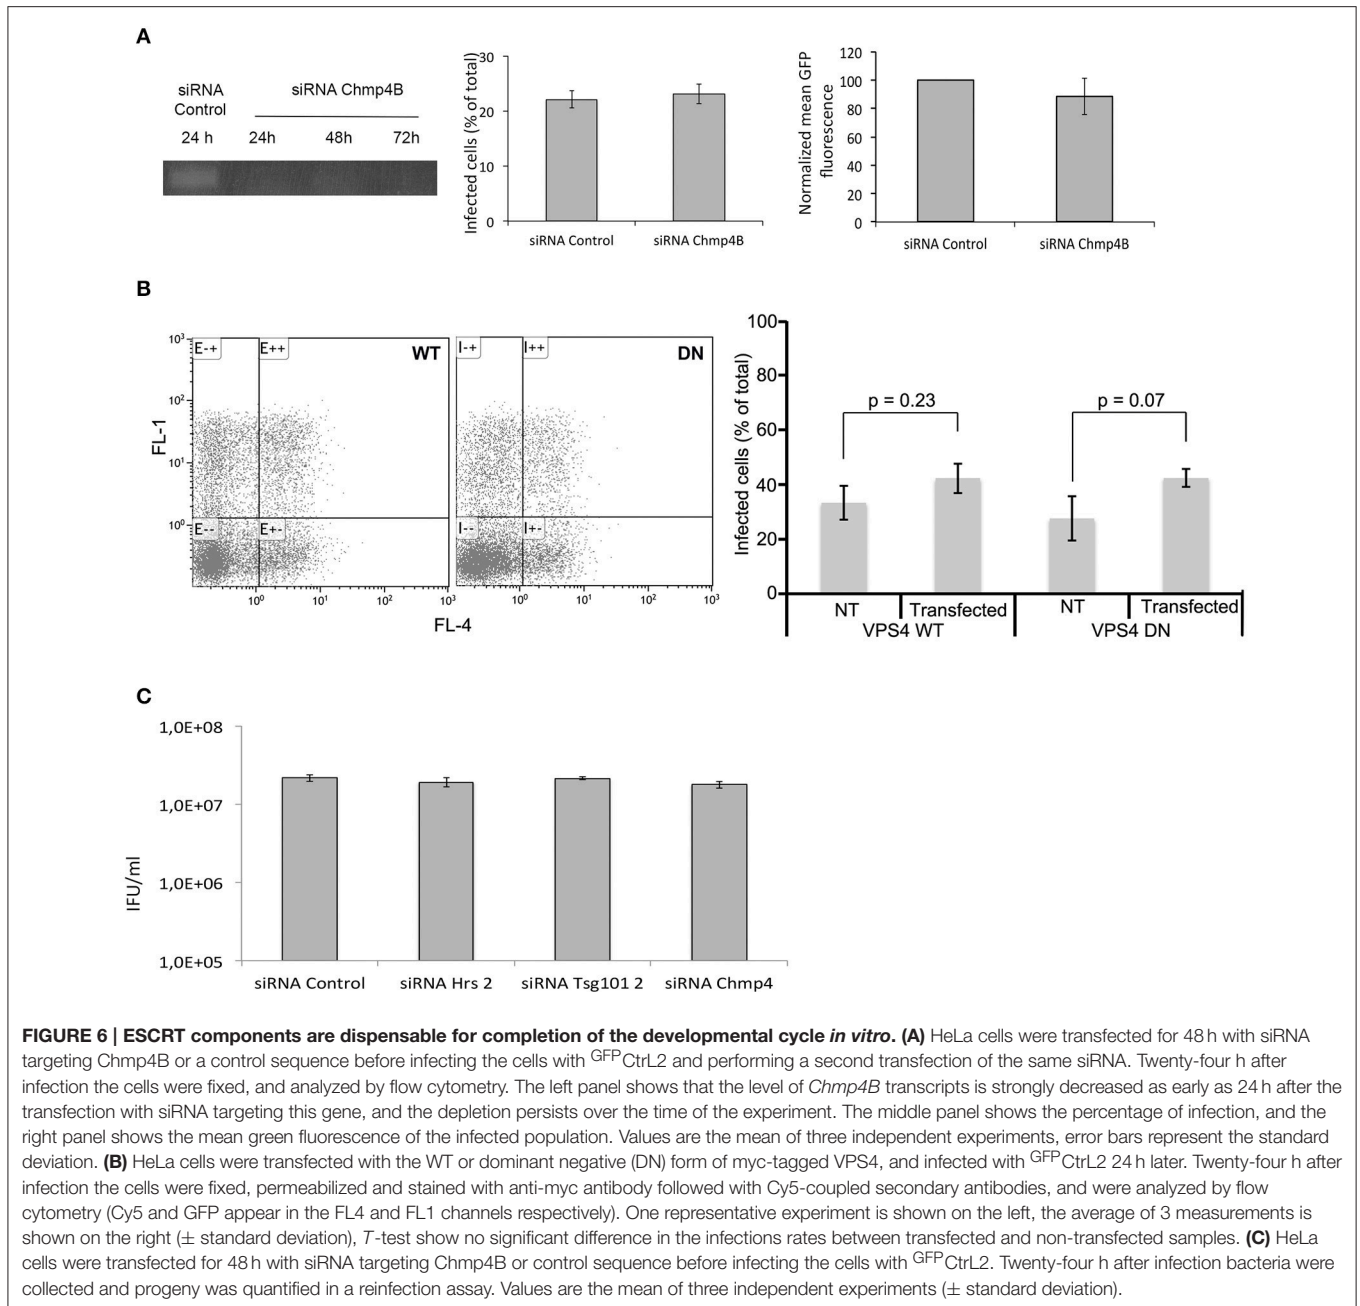 A
siRNA
Control
siRNA Chmp4B
24 h
24h
48h
72h
Infected cells (% of total)
30
20
10
0
siRNA Control
siRNA Chmp4B
Normalized mean GFP
fluorescence
120
100
80
60
40
20
0
siRNA Control
siRNA Chmp4B
B
FL-1
10³
10²
10¹
10⁰
E-+
E++
WT
E--
E+-
10⁰
10¹
10²
10³
I-+
I++
DN
I--
I+-
10⁰
10¹
10²
10³
FL-4
Infected cells (% of total)
100
80
60
40
20
0
p = 0.23
p = 0.07
NT
Transfected
NT
Transfected
VPS4 WT
VPS4 DN
C
IFU/ml
1,0E+08
1,0E+07
1,0E+06
1,0E+05
siRNA Control
siRNA Hrs 2
siRNA Tsg101 2
siRNA Chmp4
FIGURE 6 | ESCRT components are dispensable for completion of the developmental cycle in vitro. (A) HeLa cells were transfected for 48 h with siRNA
targeting Chmp4B or a control sequence before infecting the cells with GFPCtrL2 and performing a second transfection of the same siRNA. Twenty-four h after
infection the cells were fixed, and analyzed by flow cytometry. The left panel shows that the level of Chmp4B transcripts is strongly decreased as early as 24 h after the
transfection with siRNA targeting this gene, and the depletion persists over the time of the experiment. The middle panel shows the percentage of infection, and the
right panel shows the mean green fluorescence of the infected population. Values are the mean of three independent experiments, error bars represent the standard
deviation. (B) HeLa cells were transfected with the WT or dominant negative (DN) form of myc-tagged VPS4, and infected with GFPCtrL2 24 h later. Twenty-four h after
infection the cells were fixed, permeabilized and stained with anti-myc antibody followed with Cy5-coupled secondary antibodies, and were analyzed by flow
cytometry (Cy5 and GFP appear in the FL4 and FL1 channels respectively). One representative experiment is shown on the left, the average of 3 measurements is
shown on the right (± standard deviation), T-test show no significant difference in the infections rates between transfected and non-transfected samples. (C) HeLa
cells were transfected for 48 h with siRNA targeting Chmp4B or control sequence before infecting the cells with GFPCtrL2. Twenty-four h after infection bacteria were
collected and progeny was quantified in a reinfection assay. Values are the mean of three independent experiments (± standard deviation).